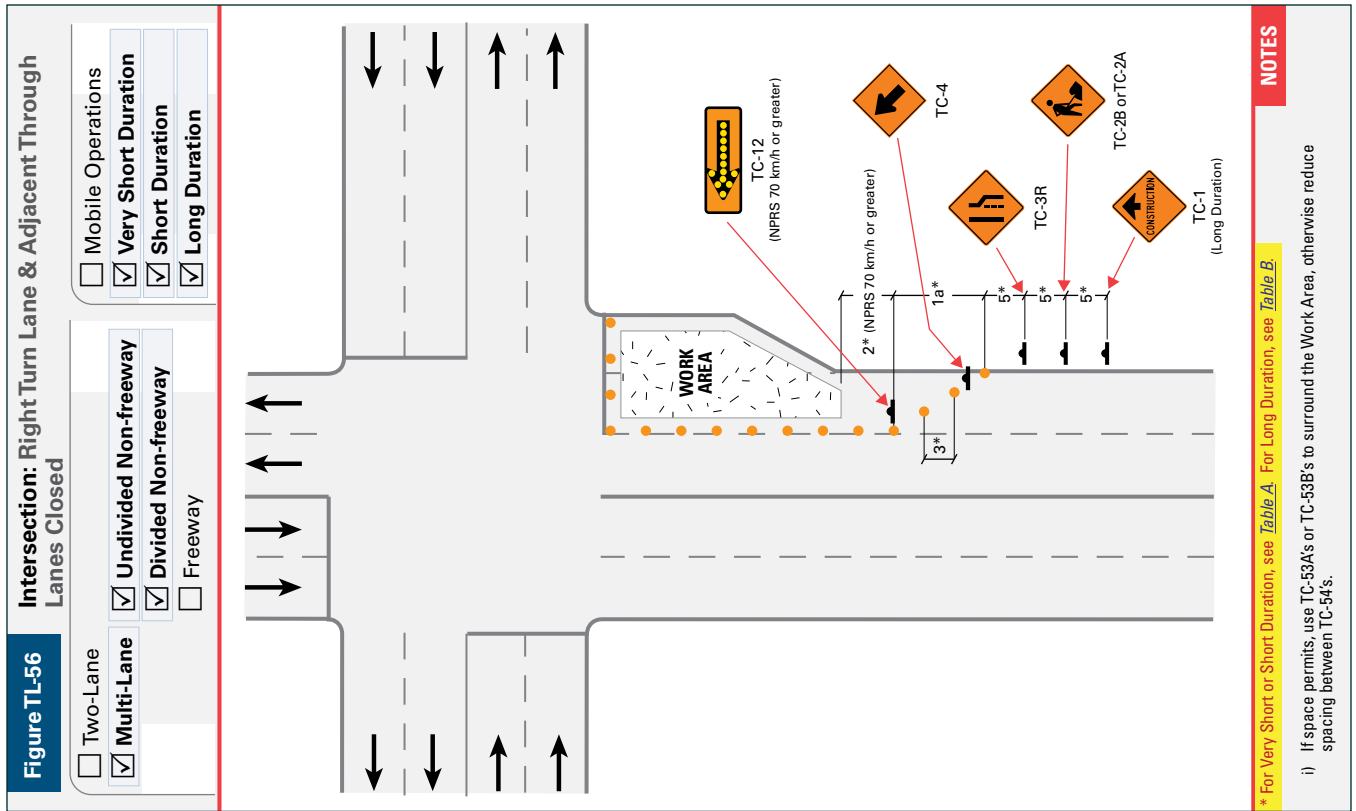 Figure TL-56
Intersection: Right Turn Lane & Adjacent Through
Lanes Closed
Two-Lane
Multi-Lane
Undivided Non-freeway
Divided Non-freeway
Freeway
Mobile Operations
Very Short Duration
Short Duration
Long Duration
WORK
AREA
TC-12
(NPRS 70 km/h or greater)
TC-4
2* (NPRS 70 km/h or greater)
1a*
3*
5*
5*
5*
TC-3R
TC-2B orTC-2A
CONSTRUCTION
TC-1
(Long Duration)
NOTES
* For Very Short or Short Duration, see Table A. For Long Duration, see Table B.
i) If space permits, use TC-53A's or TC-53B's to surround the Work Area, otherwise reduce
spacing between TC-54's.